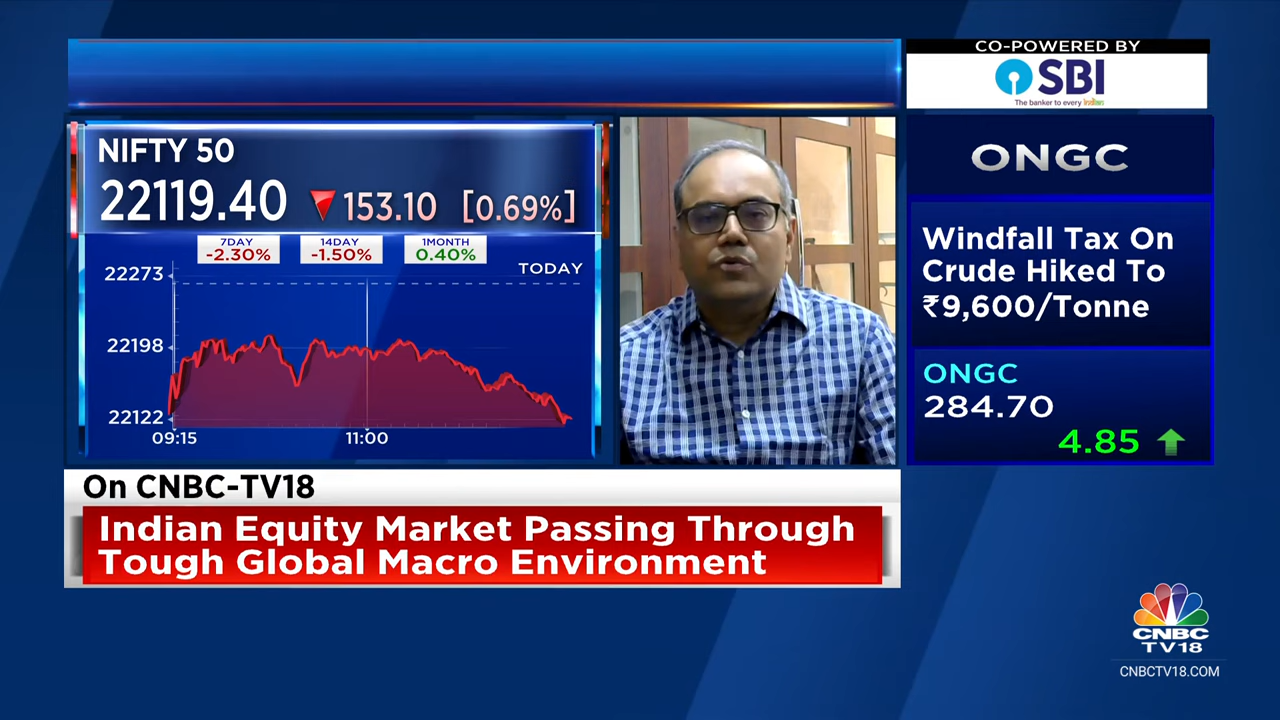 CO-POWERED BY
SBI
The banker to every Indian
NIFTY 50
22119.40 153.10 [0.69%]
7DAY
-2.30%
14DAY
-1.50%
1MONTH
0.40%
TODAY
22273
22198
22122
09:15
11:00
ONGC
Windfall Tax On
Crude Hiked To
₹9,600/Tonne
ONGC
284.70
4.85
On CNBC-TV18
Indian Equity Market Passing Through
Tough Global Macro Environment
CNBC
TV18
CNBCTV18.COM